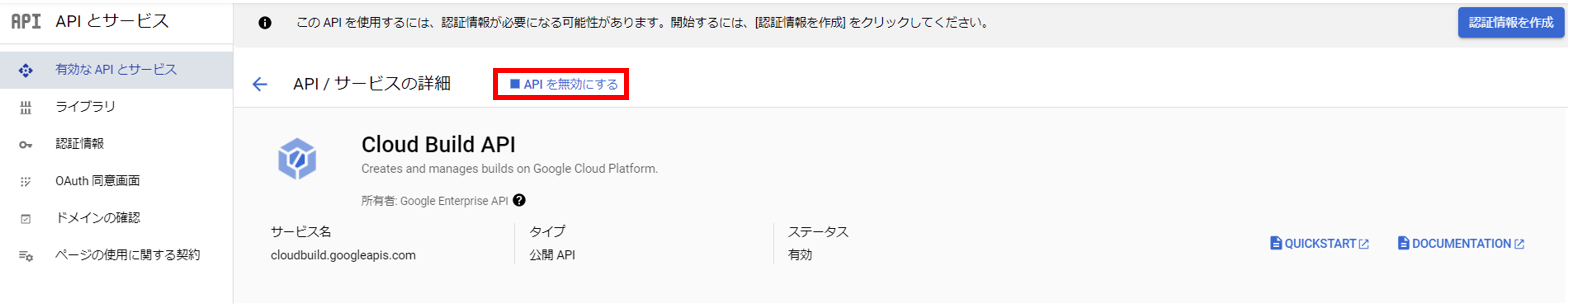 API APIとサービス
この API を使用するには、認証情報が必要になる可能性があります。開始するには、[認証情報を作成] をクリックしてください。
認証情報を作成
有効な API とサービス
ライブラリ
認証情報
OAuth 同意画面
ドメインの確認
ページの使用に関する契約
API / サービスの詳細
API を無効にする
Cloud Build API
Creates and manages builds on Google Cloud Platform.
所有者: Google Enterprise API
サービス名
cloudbuild.googleapis.com
タイプ
公開 API
ステータス
有効
QUICKSTART
DOCUMENTATION